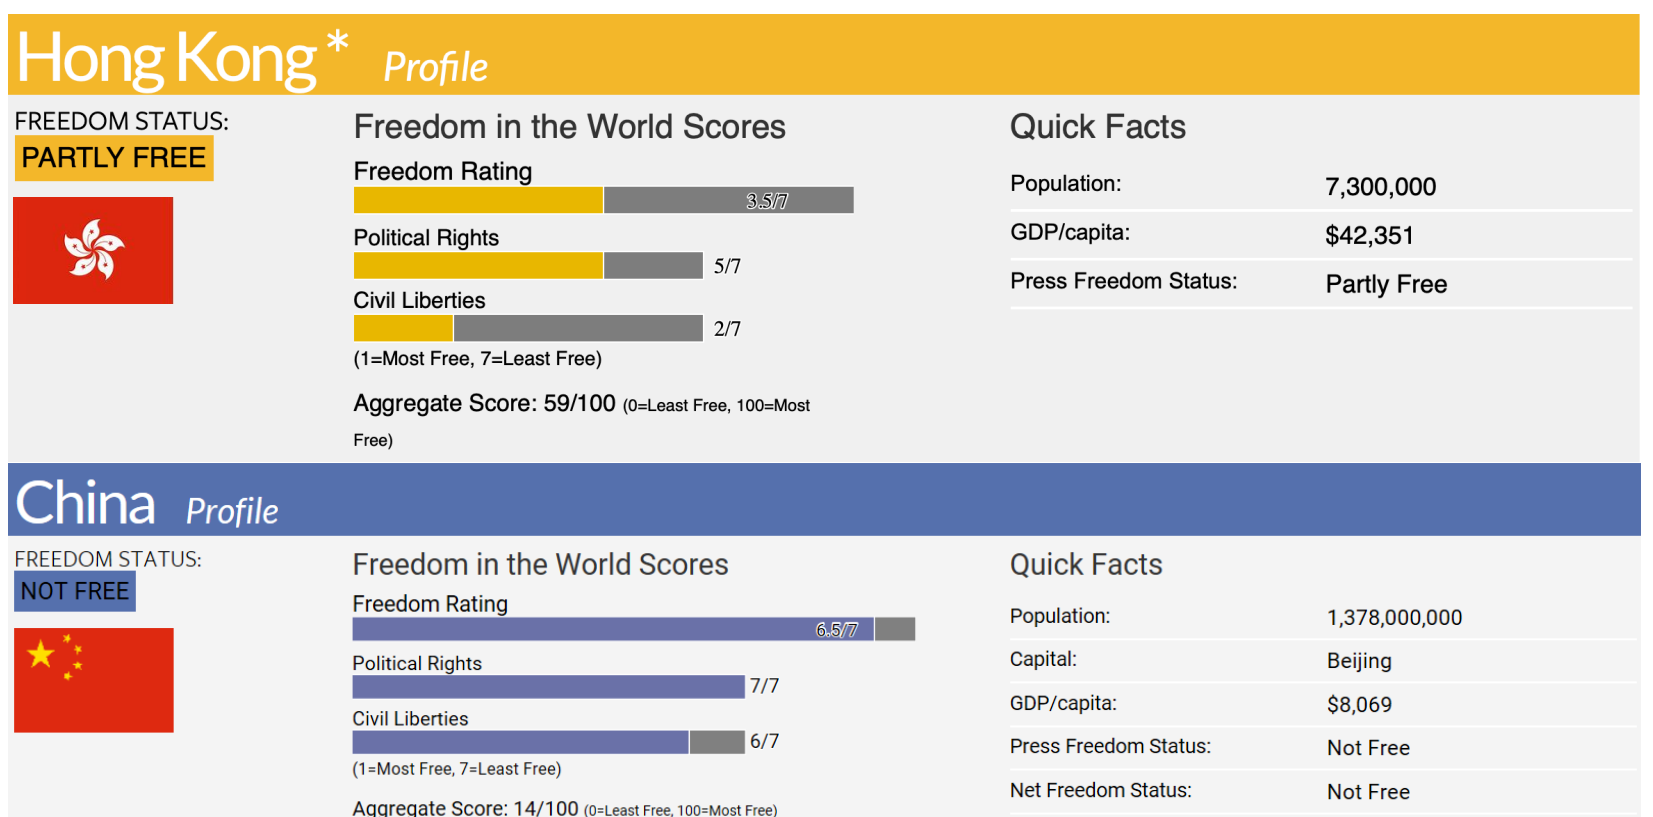 Hong Kong* Profile
FREEDOM STATUS:
PARTLY FREE
Freedom in the World Scores
Freedom Rating
3.5/7
Political Rights
5/7
Civil Liberties
2/7
(1=Most Free, 7=Least Free)
Aggregate Score: 59/100 (0=Least Free, 100=Most
Free)
Quick Facts
Population: 7,300,000
GDP/capita: $42,351
Press Freedom Status: Partly Free
China Profile
FREEDOM STATUS:
NOT FREE
Freedom in the World Scores
Freedom Rating
6.5/7
Political Rights
7/7
Civil Liberties
6/7
(1=Most Free, 7=Least Free)
Aggregate Score: 14/100 (0=Least Free, 100=Most Free)
Quick Facts
Population: 1,378,000,000
Capital: Beijing
GDP/capita: $8,069
Press Freedom Status: Not Free
Net Freedom Status: Not Free